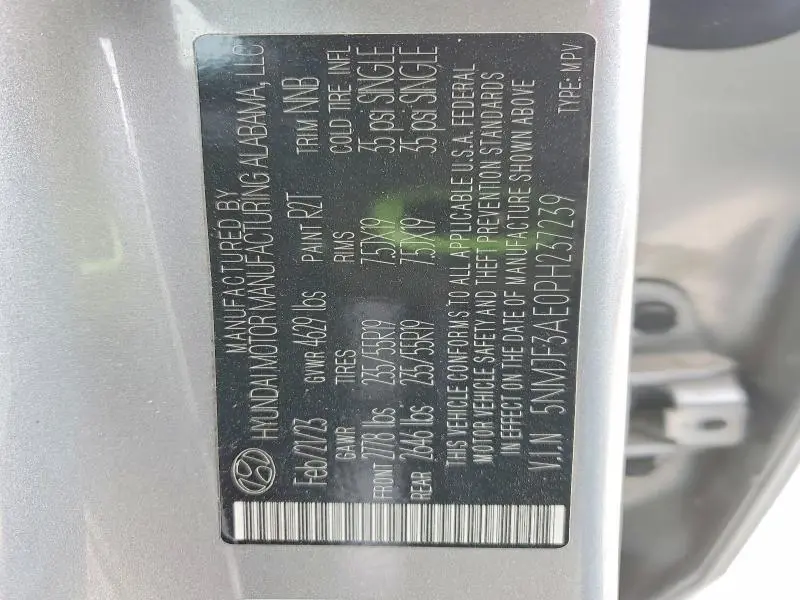 MANUFACTURED BY
HYUNDAI MOTOR MANUFACTURING ALABAMA, LLC
Feb/21/23 GVWR 4629 lbs PAINT R2T TRIM NNB
GAWR TIRES RIMS COLD TIRE INFL
FRONT 2778 lbs 235/55R19 7.5JX19 35 psi SINGLE
REAR 2646 lbs 235/55R19 7.5JX19 35 psi SINGLE
THIS VEHICLE CONFORMS TO ALL APPLICABLE U.S.A. FEDERAL
MOTOR VEHICLE SAFETY AND THEFT PREVENTION STANDARDS
IN EFFECT ON THE DATE OF MANUFACTURE SHOWN ABOVE
V.I.N 5NMJF3AE0PH237239 TYPE: MPV